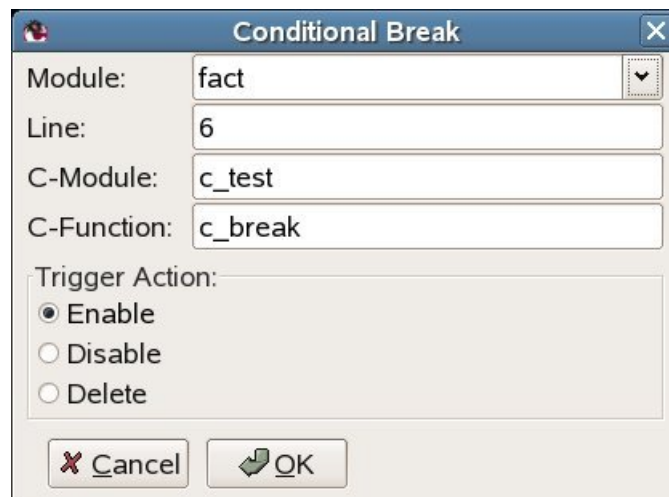 Conditional Break
Module: fact
Line: 6
C-Module: c_test
C-Function: c_break
Trigger Action:
Enable
Disable
Delete
Cancel OK